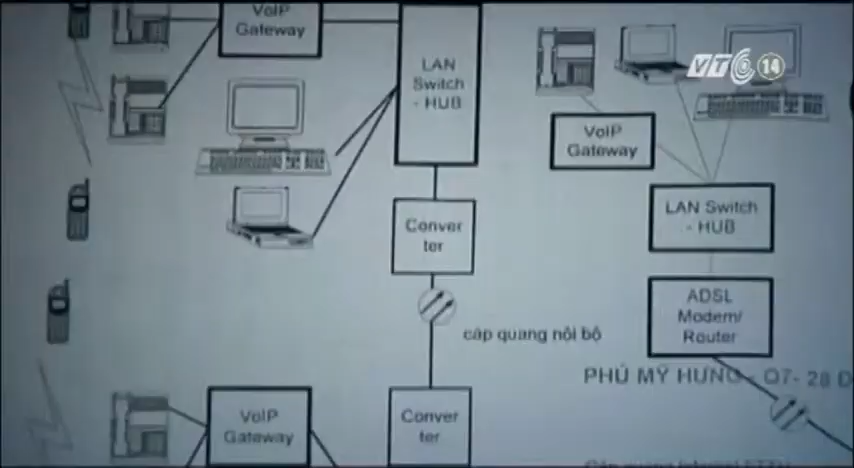 VoIP
Gateway
LAN
Switch
- HUB
VTC
14
VoIP
Gateway
LAN Switch
- HUB
Conver
ter
ADSL
Modem/
Router
cáp quang nội bộ
PHÚ MỸ HƯNG - Q7- 28 D
VoIP
Gateway
Conver
ter